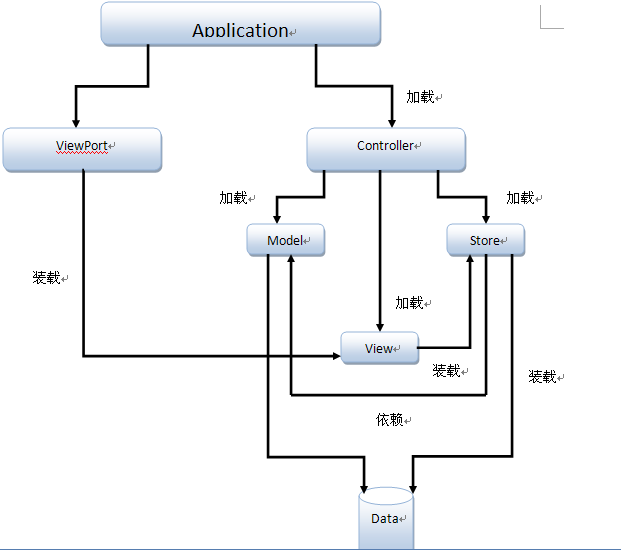 Application
加载
ViewPort
Controller
加载
加载
Model
Store
装载
加载
View
装载
装载
依赖
Data